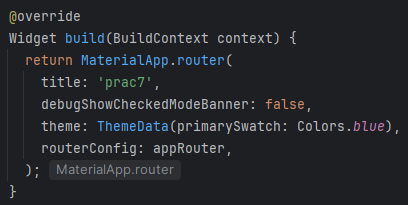 @override
Widget build(BuildContext context) {
  return MaterialApp.router(
    title: 'prac7',
    debugShowCheckedModeBanner: false,
    theme: ThemeData(primarySwatch: Colors.blue),
    routerConfig: appRouter,
  ); MaterialApp.router
}